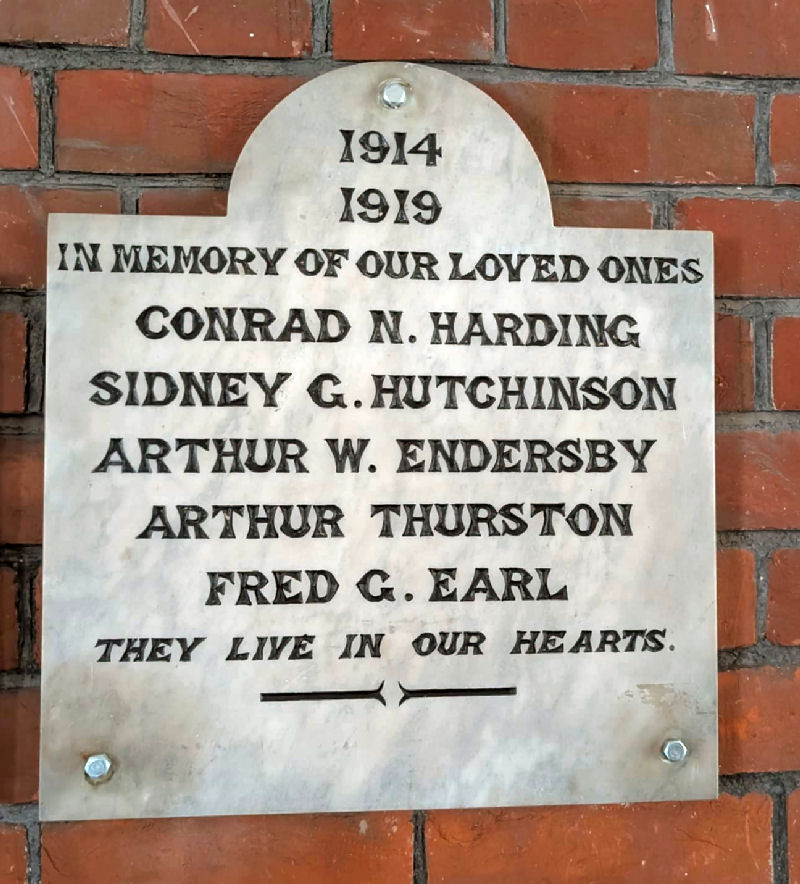 1914
1919
IN MEMORY OF OUR LOVED ONES
CONRAD N. HARDING
SIDNEY G. HUTCHINSON
ARTHUR W. ENDERSBY
ARTHUR THURSTON
FRED G. EARL
THEY LIVE IN OUR HEARTS.